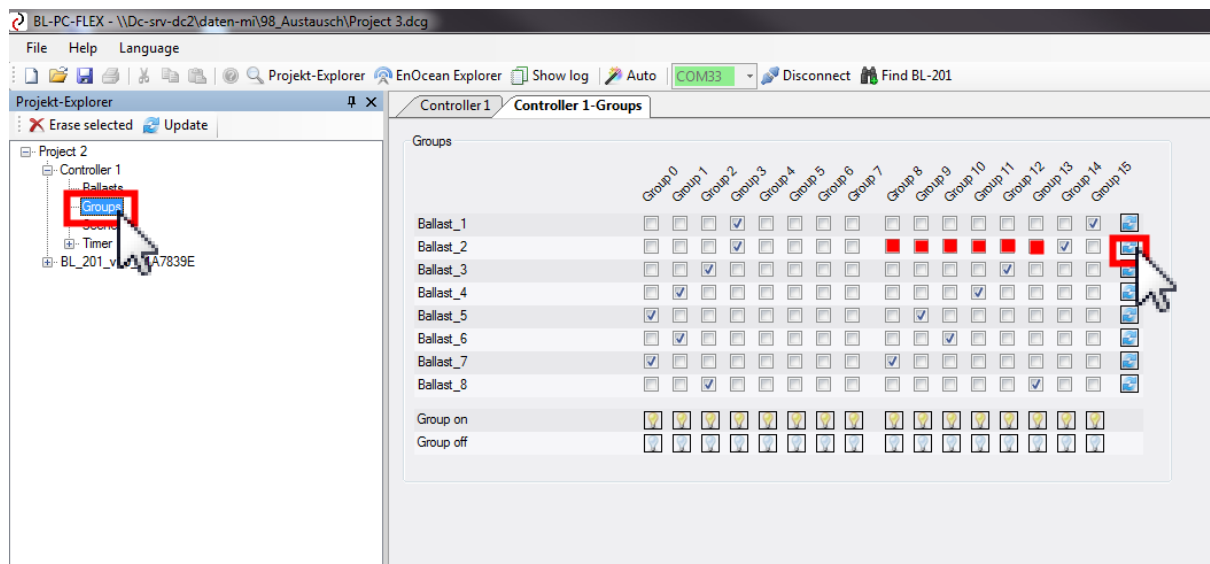 BL-PC-FLEX - \\Dc-srv-dc2\daten-mi\98_Austausch\Project 3.dcg
File Help Language
Projekt-Explorer EnOcean Explorer Show log Auto COM33 Disconnect Find BL-201
Projekt-Explorer
Erase selected Update
Project 2
Controller 1
Ballasts
Groups
Timer
BL_201_v A7839E
Controller 1 Controller 1-Groups
Groups
Group 0 Group 1 Group 2 Group 3 Group 4 Group 5 Group 6 Group 7 Group 8 Group 9 Group 10 Group 11 Group 12 Group 13 Group 14 Group 15
Ballast_1
Ballast_2
Ballast_3
Ballast_4
Ballast_5
Ballast_6
Ballast_7
Ballast_8
Group on
Group off